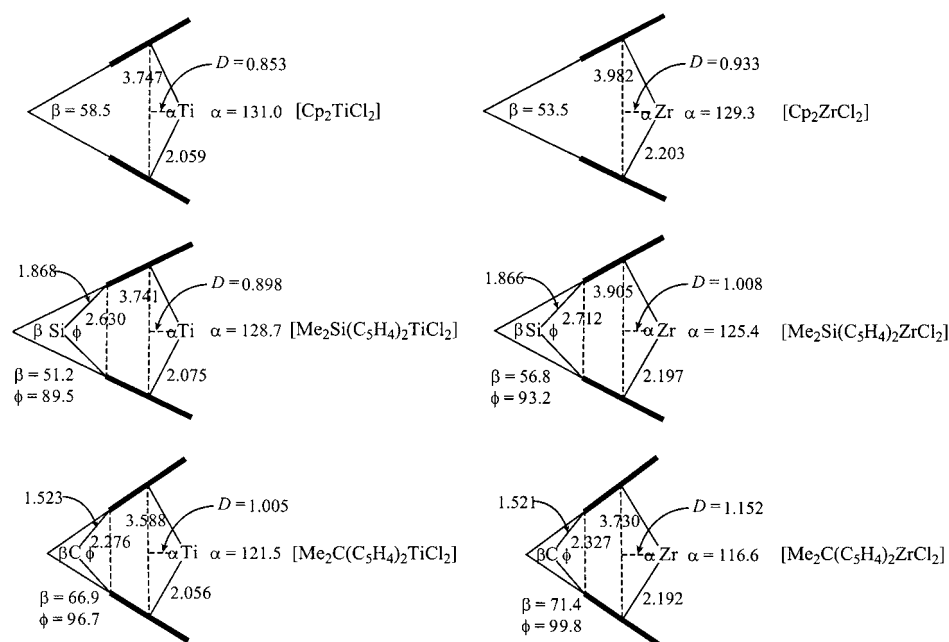 3.747
D = 0.853
β = 58.5
αTi α = 131.0 [Cp₂TiCl₂]
2.059
3.982
D = 0.933
β = 53.5
αZr α = 129.3 [Cp₂ZrCl₂]
2.203
1.868
3.741
D = 0.898
2.630
β Si ϕ
αTi α = 128.7 [Me₂Si(C₅H₄)₂TiCl₂]
β = 51.2
ϕ = 89.5
2.075
1.866
3.905
D = 1.008
2.712
β Si ϕ
αZr α = 125.4 [Me₂Si(C₅H₄)₂ZrCl₂]
β = 56.8
ϕ = 93.2
2.197
1.523
3.588
D = 1.005
2.276
βC ϕ
αTi α = 121.5 [Me₂C(C₅H₄)₂TiCl₂]
β = 66.9
ϕ = 96.7
2.056
1.521
3.730
D = 1.152
2.327
βC ϕ
αZr α = 116.6 [Me₂C(C₅H₄)₂ZrCl₂]
β = 71.4
ϕ = 99.8
2.192